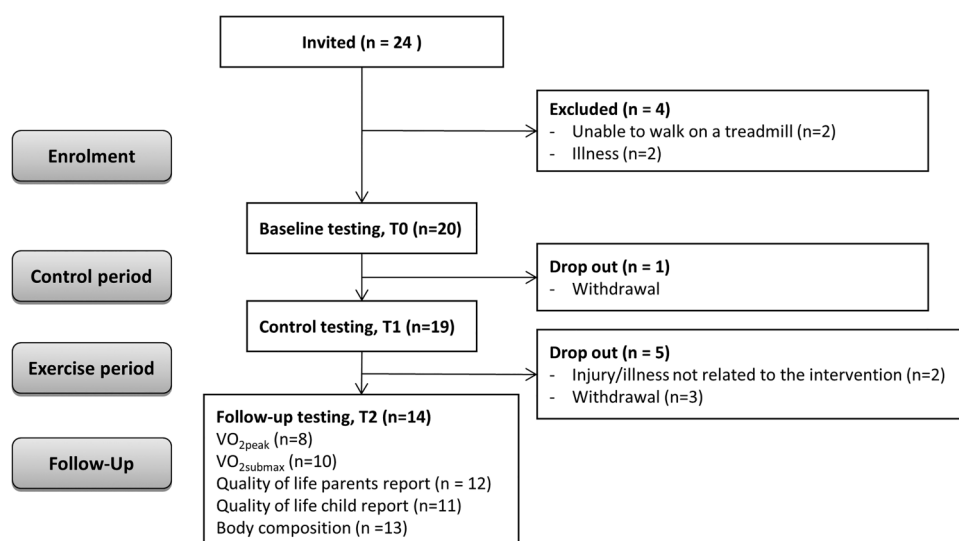 Invited (n = 24 )
Excluded (n = 4)
- Unable to walk on a treadmill (n=2)
- Illness (n=2)
Enrolment
Baseline testing, T0 (n=20)
Control period
Drop out (n = 1)
- Withdrawal
Control testing, T1 (n=19)
Exercise period
Drop out (n = 5)
- Injury/illness not related to the intervention (n=2)
- Withdrawal (n=3)
Follow-Up
Follow-up testing, T2 (n=14)
VO2peak (n=8)
VO2submax (n=10)
Quality of life parents report (n = 12)
Quality of life child report (n=11)
Body composition (n =13)